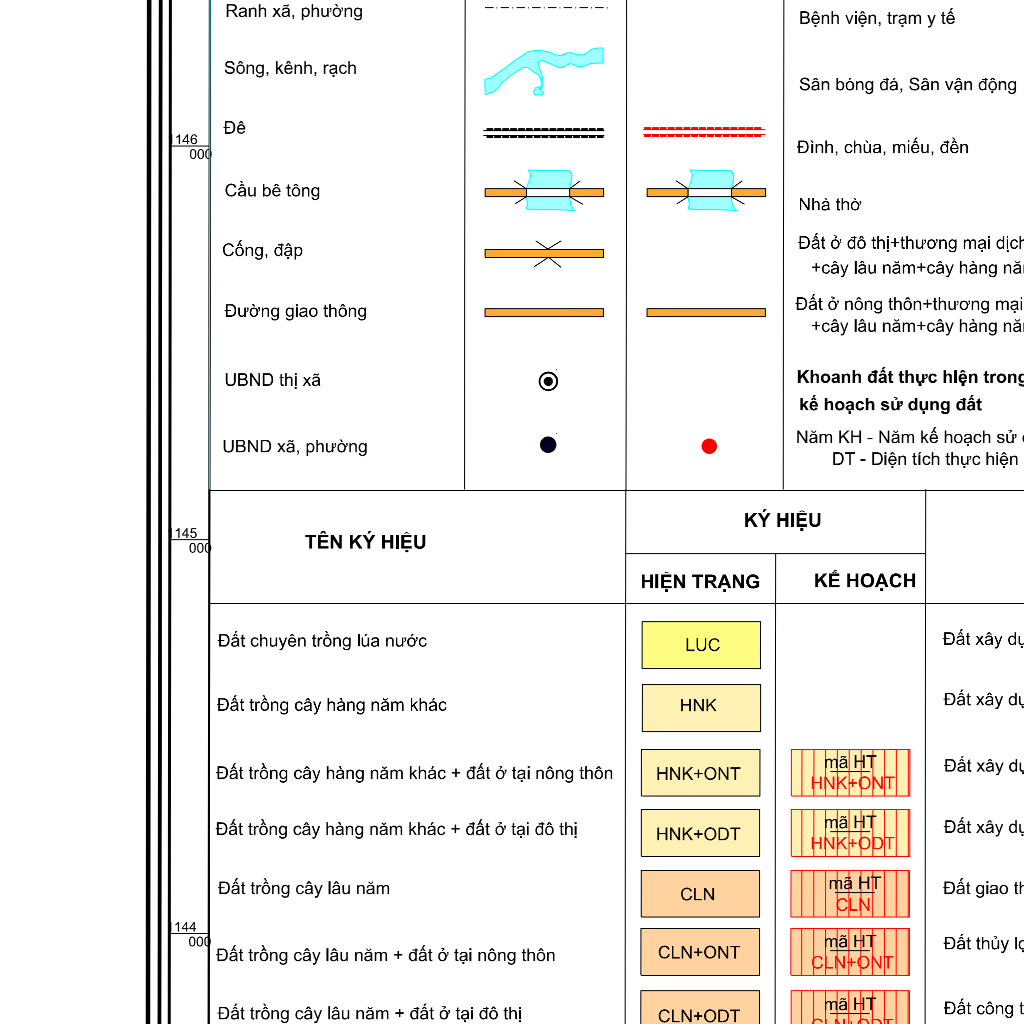 Ranh xã, phường
Bệnh viện, trạm y tế
Sông, kênh, rạch
Sân bóng đá, Sân vận động
Đê
1146
000
Đình, chùa, miếu, đền
Cầu bê tông
Nhà thờ
Cống, đập
Đất ở đô thị+thương mại dịch
+cây lâu năm+cây hàng năm
Đường giao thông
Đất ở nông thôn+thương mại
+cây lâu năm+cây hàng năm
UBND thị xã
Khoanh đất thực hiện trong
kế hoạch sử dụng đất
UBND xã, phường
Năm KH - Năm kế hoạch sử
DT - Diện tích thực hiện
1145
000
TÊN KÝ HIỆU
KÝ HIỆU
HIỆN TRẠNG
KẾ HOẠCH
Đất chuyên trồng lúa nước
LUC
Đất xây dự
Đất trồng cây hàng năm khác
HNK
Đất xây dự
Đất trồng cây hàng năm khác + đất ở tại nông thôn
HNK+ONT
mã HT
HNK+ONT
Đất xây dự
Đất trồng cây hàng năm khác + đất ở tại đô thị
HNK+ODT
mã HT
HNK+ODT
Đất xây dự
Đất trồng cây lâu năm
CLN
mã HT
CLN
Đất giao th
1144
000
Đất trồng cây lâu năm + đất ở tại nông thôn
CLN+ONT
mã HT
CLN+ONT
Đất thủy lợ
Đất trồng cây lâu năm + đất ở tại đô thị
CLN+ODT
mã HT
CLN+ODT
Đất công t